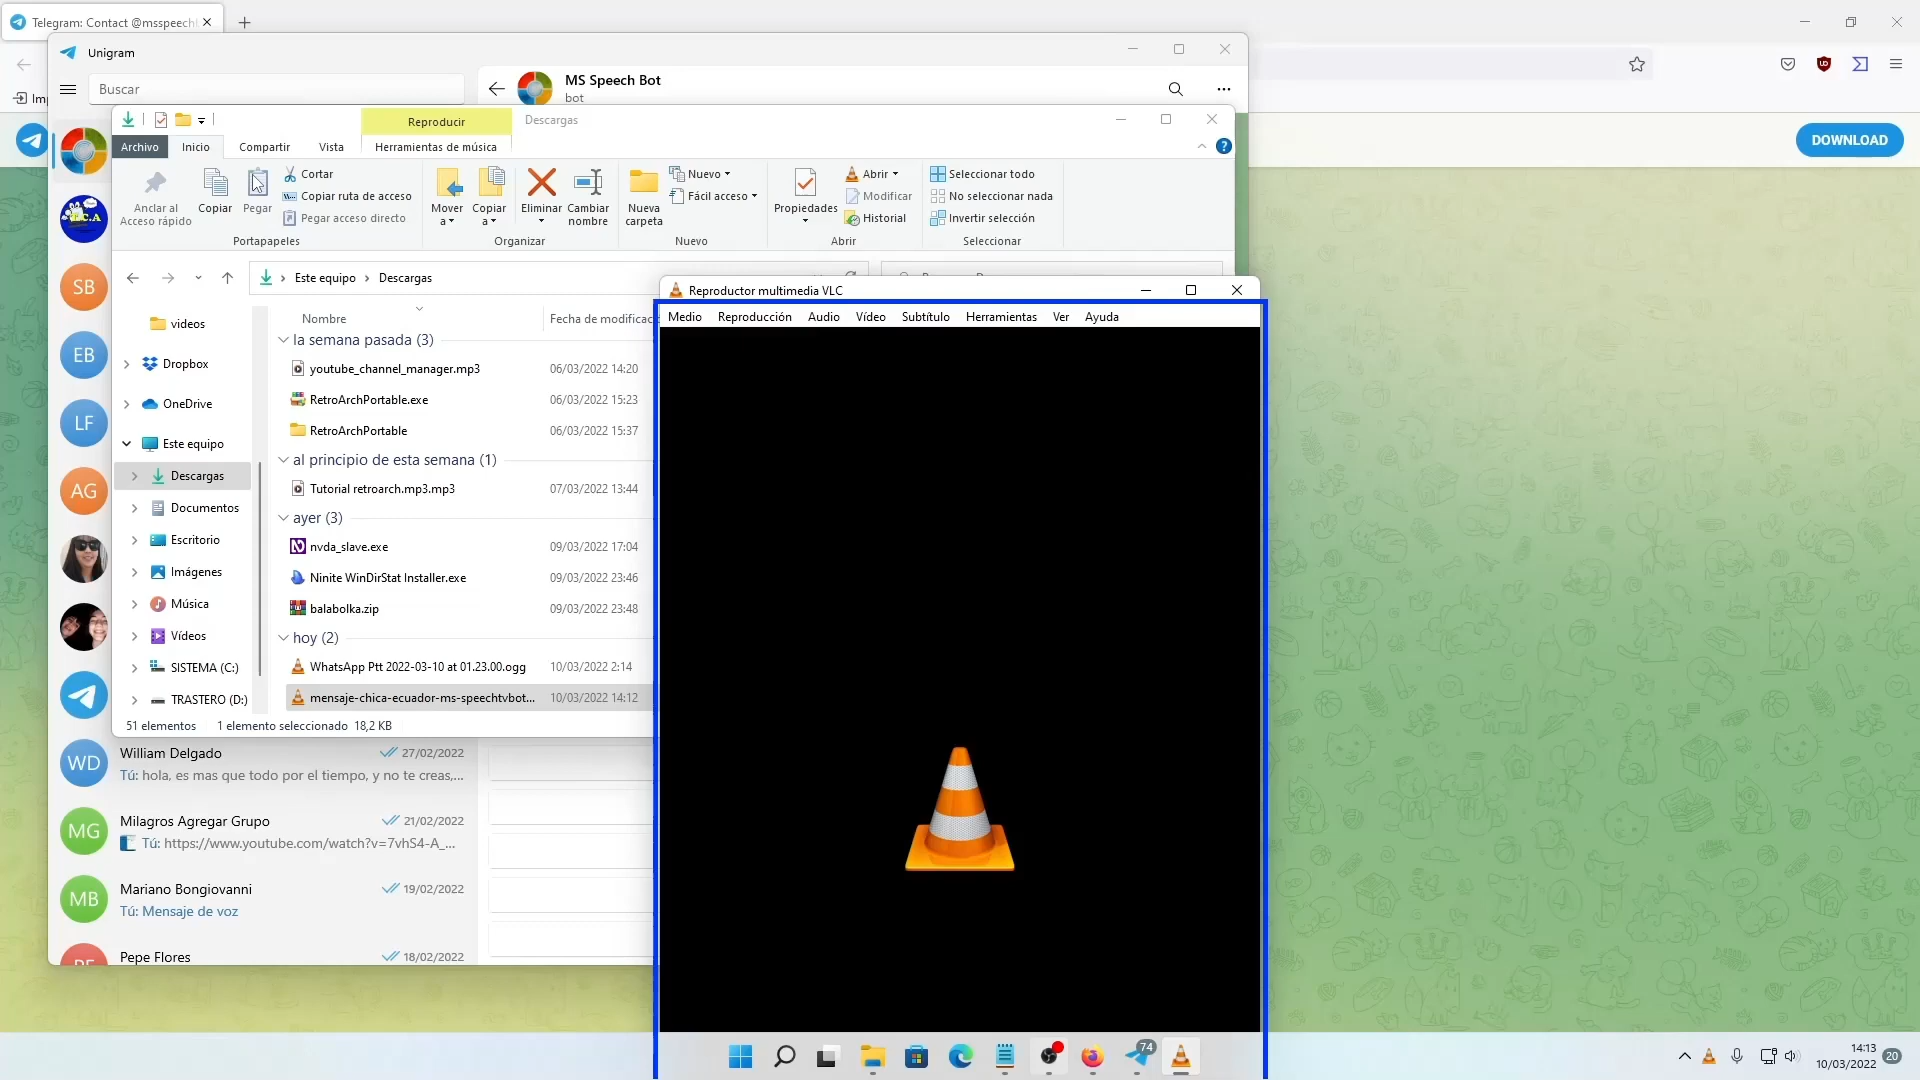 Telegram: Contact @msspeech
Unigram
Buscar
MS Speech Bot
bot
DOWNLOAD
Reproducir
Descargas
Archivo
Inicio
Compartir
Vista
Herramientas de música
Anclar al
Acceso rápido
Copiar
Pegar
Cortar
Copiar ruta de acceso
Pegar acceso directo
Portapapeles
Mover
a
Copiar
a
Eliminar
Cambiar
nombre
Organizar
Nueva
carpeta
Nuevo
Fácil acceso
Nuevo
Propiedades
Abrir
Modificar
Historial
Abrir
Seleccionar todo
No seleccionar nada
Invertir selección
Seleccionar
Este equipo
Descargas
Reproductor multimedia VLC
Medio Reproducción Audio Vídeo Subtítulo Herramientas Ver Ayuda
videos
Dropbox
OneDrive
Este equipo
Descargas
Documentos
Escritorio
Imágenes
Música
Vídeos
SISTEMA (C:)
TRASTERO (D:)
Nombre
Fecha de modificac
la semana pasada (3)
youtube_channel_manager.mp3 06/03/2022 14:20
RetroArchPortable.exe 06/03/2022 15:23
RetroArchPortable 06/03/2022 15:37
al principio de esta semana (1)
Tutorial retroarch.mp3.mp3 07/03/2022 13:44
ayer (3)
nvda_slave.exe 09/03/2022 17:04
Ninite WinDirStat Installer.exe 09/03/2022 23:46
balabolka.zip 09/03/2022 23:48
hoy (2)
WhatsApp Ptt 2022-03-10 at 01.23.00.ogg 10/03/2022 2:14
mensaje-chica-ecuador-ms-speechtvbot... 10/03/2022 14:12
51 elementos
1 elemento seleccionado 18,2 KB
SB
EB
LF
AG
WD
William Delgado 27/02/2022
Tú: hola, es mas que todo por el tiempo, y no te creas,...
MG
Milagros Agregar Grupo 21/02/2022
Tú: https://www.youtube.com/watch?v=7vhS4-A_...
MB
Mariano Bongiovanni 19/02/2022
Tú: Mensaje de voz
Pepe Flores 18/02/2022
74
14:13
10/03/2022
20